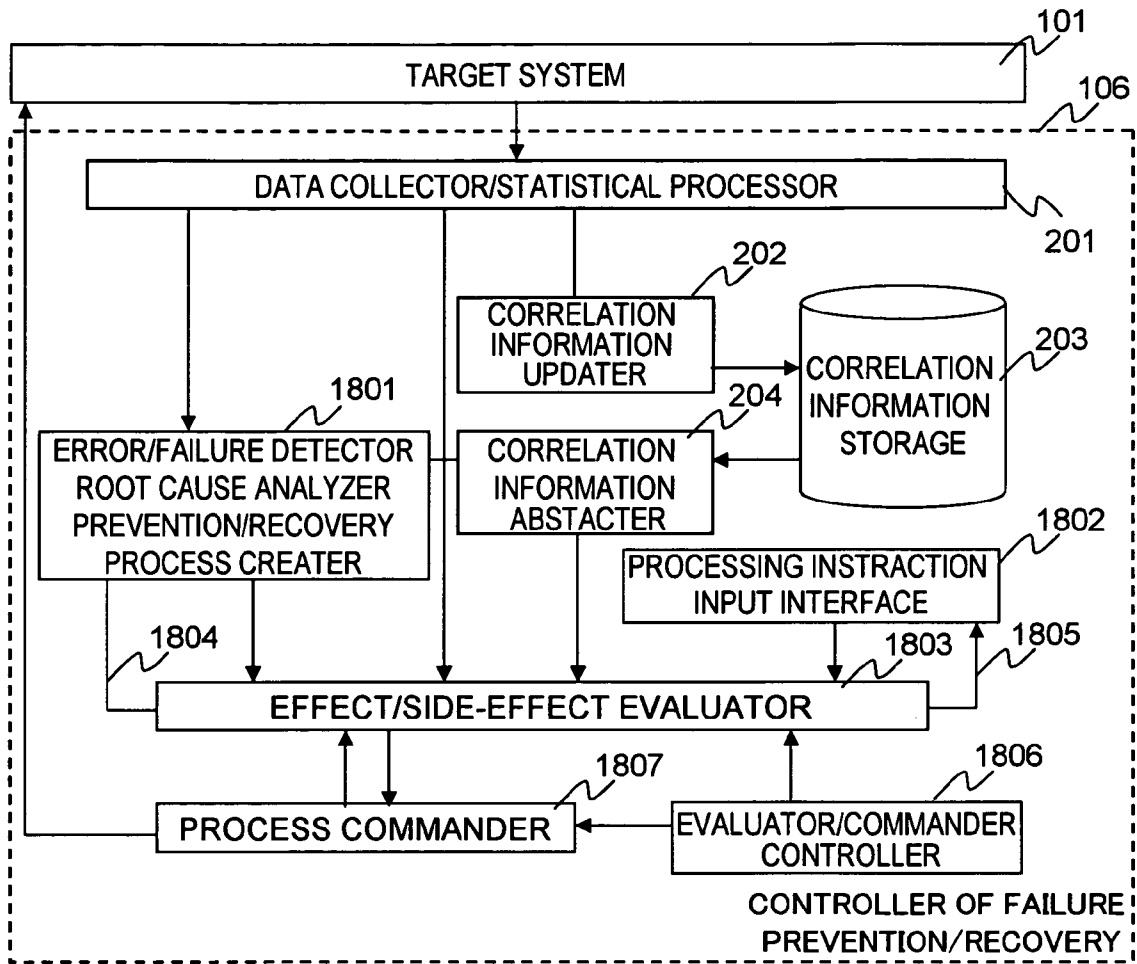 101
TARGET SYSTEM
106
DATA COLLECTOR/STATISTICAL PROCESSOR
201
202
CORRELATION
INFORMATION
UPDATER
CORRELATION
INFORMATION
STORAGE
203
1801
204
ERROR/FAILURE DETECTOR
ROOT CAUSE ANALYZER
PREVENTION/RECOVERY
PROCESS CREATER
CORRELATION
INFORMATION
ABSTACTER
1802
PROCESSING INSTRACTION
INPUT INTERFACE
1804
1803
1805
EFFECT/SIDE-EFFECT EVALUATOR
1807
1806
PROCESS COMMANDER
EVALUATOR/COMMANDER
CONTROLLER
CONTROLLER OF FAILURE
PREVENTION/RECOVERY